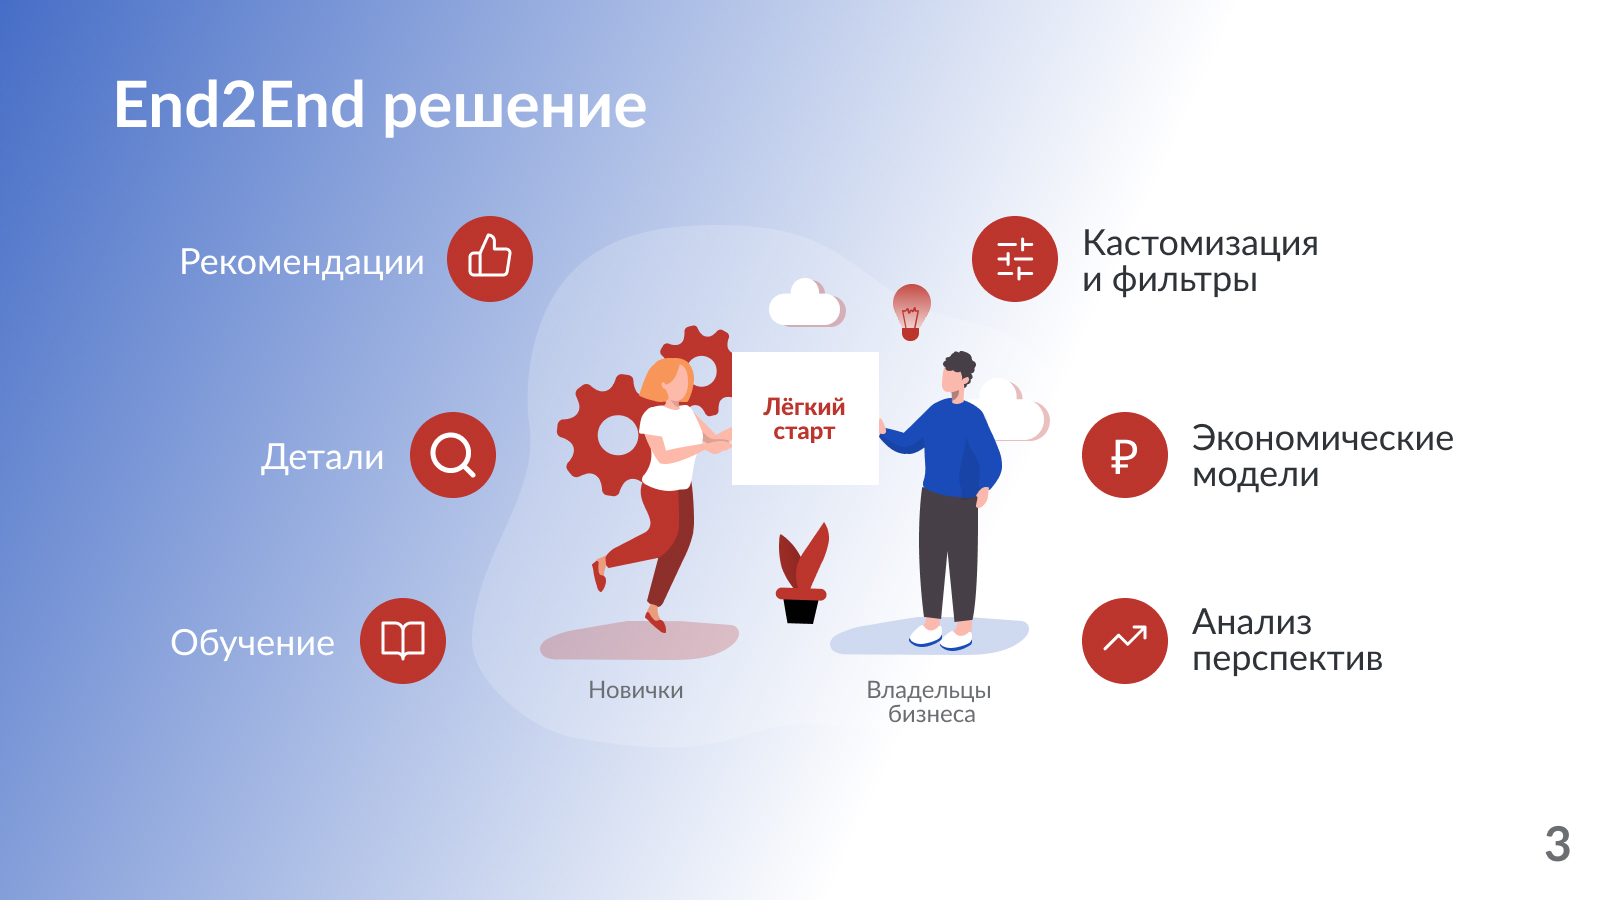 End2End решение
Рекомендации
Детали
Обучение
Лёгкий
старт
Новички
Владельцы
бизнеса
Кастомизация
и фильтры
₽
Экономические
модели
Анализ
перспектив
3